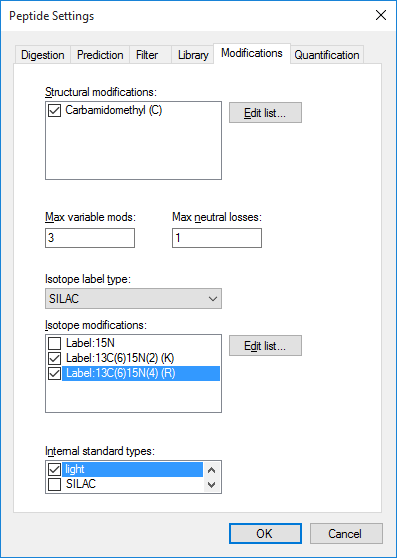 Peptide Settings
Digestion Prediction Filter Library Modifications Quantification
Structural modifications:
Carbamidomethyl (C)
Edit list...
Max variable mods: Max neutral losses:
3 1
Isotope label type:
SILAC
Isotope modifications:
Label:15N
Label:13C(6)15N(2) (K)
Label:13C(6)15N(4) (R)
Edit list...
Internal standard types:
light
SILAC
OK Cancel